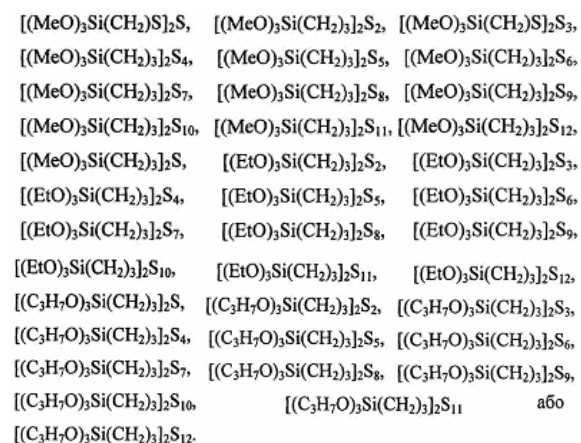 [(MeO)₃Si(CH₂)S]₂S, [(MeO)₃Si(CH₂)₃]₂S₂, [(MeO)₃Si(CH₂)S]₂S₃,
[(MeO)₃Si(CH₂)₃]₂S₄, [(MeO)₃Si(CH₂)₃]₂S₅, [(MeO)₃Si(CH₂)₃]₂S₆,
[(MeO)₃Si(CH₂)₃]₂S₇, [(MeO)₃Si(CH₂)₃]₂S₈, [(MeO)₃Si(CH₂)₃]₂S₉,
[(MeO)₃Si(CH₂)₃]₂S₁₀, [(MeO)₃Si(CH₂)₃]₂S₁₁, [(MeO)₃Si(CH₂)₃]₂S₁₂,
[(MeO)₃Si(CH₂)₃]₂S, [(EtO)₃Si(CH₂)₃]₂S₂, [(EtO)₃Si(CH₂)₃]₂S₃,
[(EtO)₃Si(CH₂)₃]₂S₄, [(EtO)₃Si(CH₂)₃]₂S₅, [(EtO)₃Si(CH₂)₃]₂S₆,
[(EtO)₃Si(CH₂)₃]₂S₇, [(EtO)₃Si(CH₂)₃]₂S₈, [(EtO)₃Si(CH₂)₃]₂S₉,
[(EtO)₃Si(CH₂)₃]₂S₁₀, [(EtO)₃Si(CH₂)₃]₂S₁₁, [(EtO)₃Si(CH₂)₃]₂S₁₂,
[(C₃H₇O)₃Si(CH₂)₃]₂S, [(C₃H₇O)₃Si(CH₂)₃]₂S₂, [(C₃H₇O)₃Si(CH₂)₃]₂S₃,
[(C₃H₇O)₃Si(CH₂)₃]₂S₄, [(C₃H₇O)₃Si(CH₂)₃]₂S₅, [(C₃H₇O)₃Si(CH₂)₃]₂S₆,
[(C₃H₇O)₃Si(CH₂)₃]₂S₇, [(C₃H₇O)₃Si(CH₂)₃]₂S₈, [(C₃H₇O)₃Si(CH₂)₃]₂S₉,
[(C₃H₇O)₃Si(CH₂)₃]₂S₁₀, [(C₃H₇O)₃Si(CH₂)₃]₂S₁₁ або
[(C₃H₇O)₃Si(CH₂)₃]₂S₁₂.